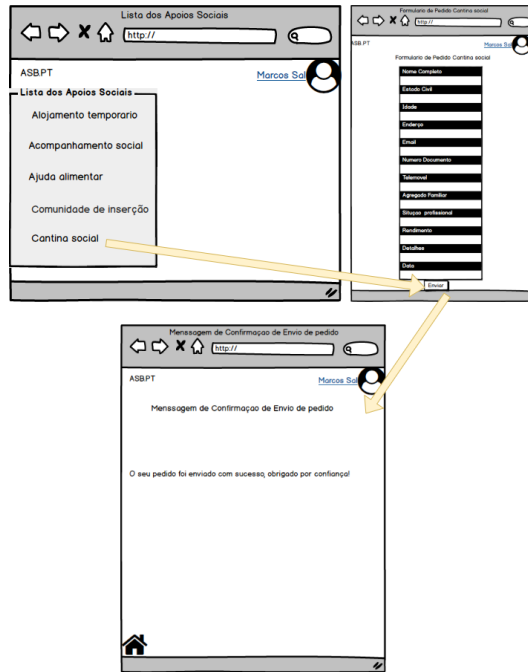 Lista dos Apoios Sociais
http://
ASB.PT
Marcos Sal
Lista dos Apoios Sociais
Alojamento temporario
Acompanhamento social
Ajuda alimentar
Comunidade de inserção
Cantina social
Formulario de Pedido Cantina social
http://
ASB.PT
Marcos Sal
Formulario de Pedido Cantina social
Nome Completo
Estado Civil
Idade
Enderço
Email
Numero Documento
Telemovel
Agregado Familiar
Situçao profissional
Rendimento
Detalhes
Data
Enviar
Menssagem de Confirmaçao de Envio de pedido
http://
ASB.PT
Marcos Sal
Menssagem de Confirmaçao de Envio de pedido
O seu pedido foi enviado com sucesso, obrigado por confiança!